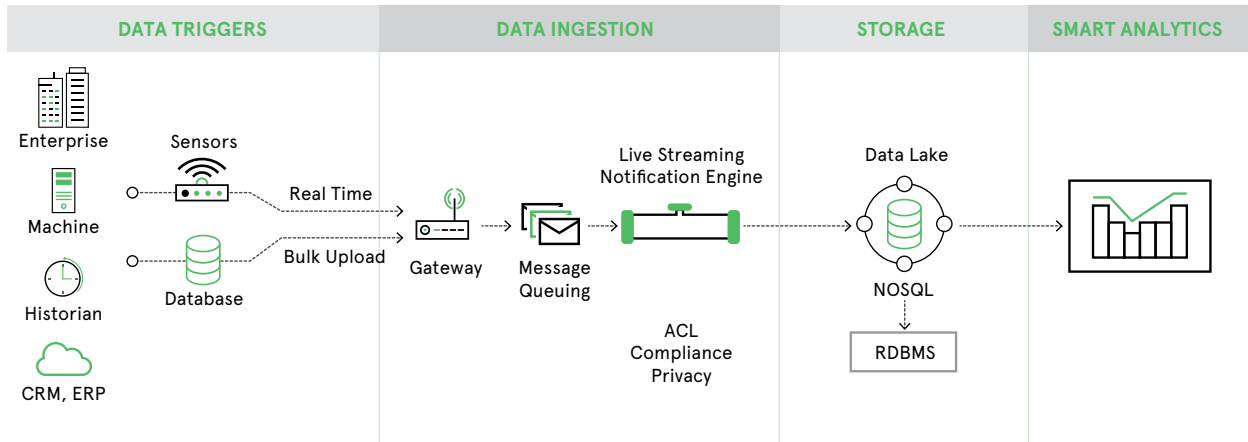 DATA TRIGGERS
DATA INGESTION
STORAGE
SMART ANALYTICS
Enterprise
Machine
Historian
CRM, ERP
Sensors
Database
Real Time
Bulk Upload
Gateway
Message
Queuing
Live Streaming
Notification Engine
ACL
Compliance
Privacy
Data Lake
NOSQL
RDBMS